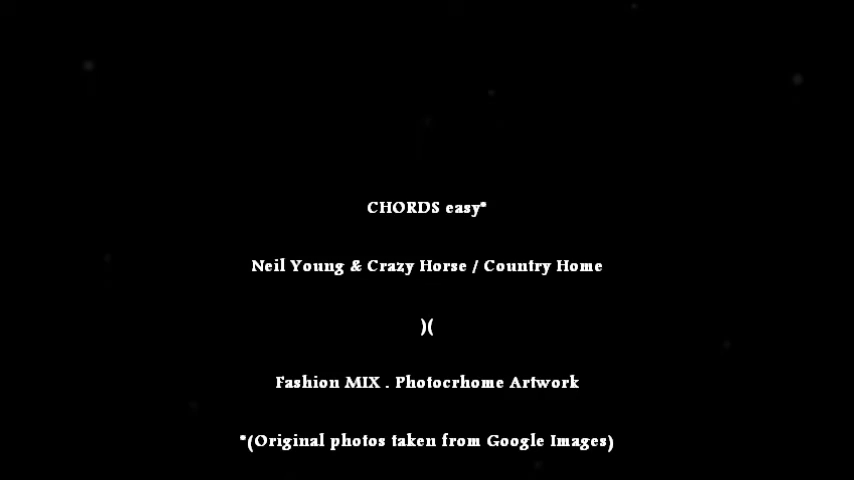 CHORDS easy*
Neil Young & Crazy Horse / Country Home
)(
Fashion MIX . Photocrhome Artwork
*(Original photos taken from Google Images)